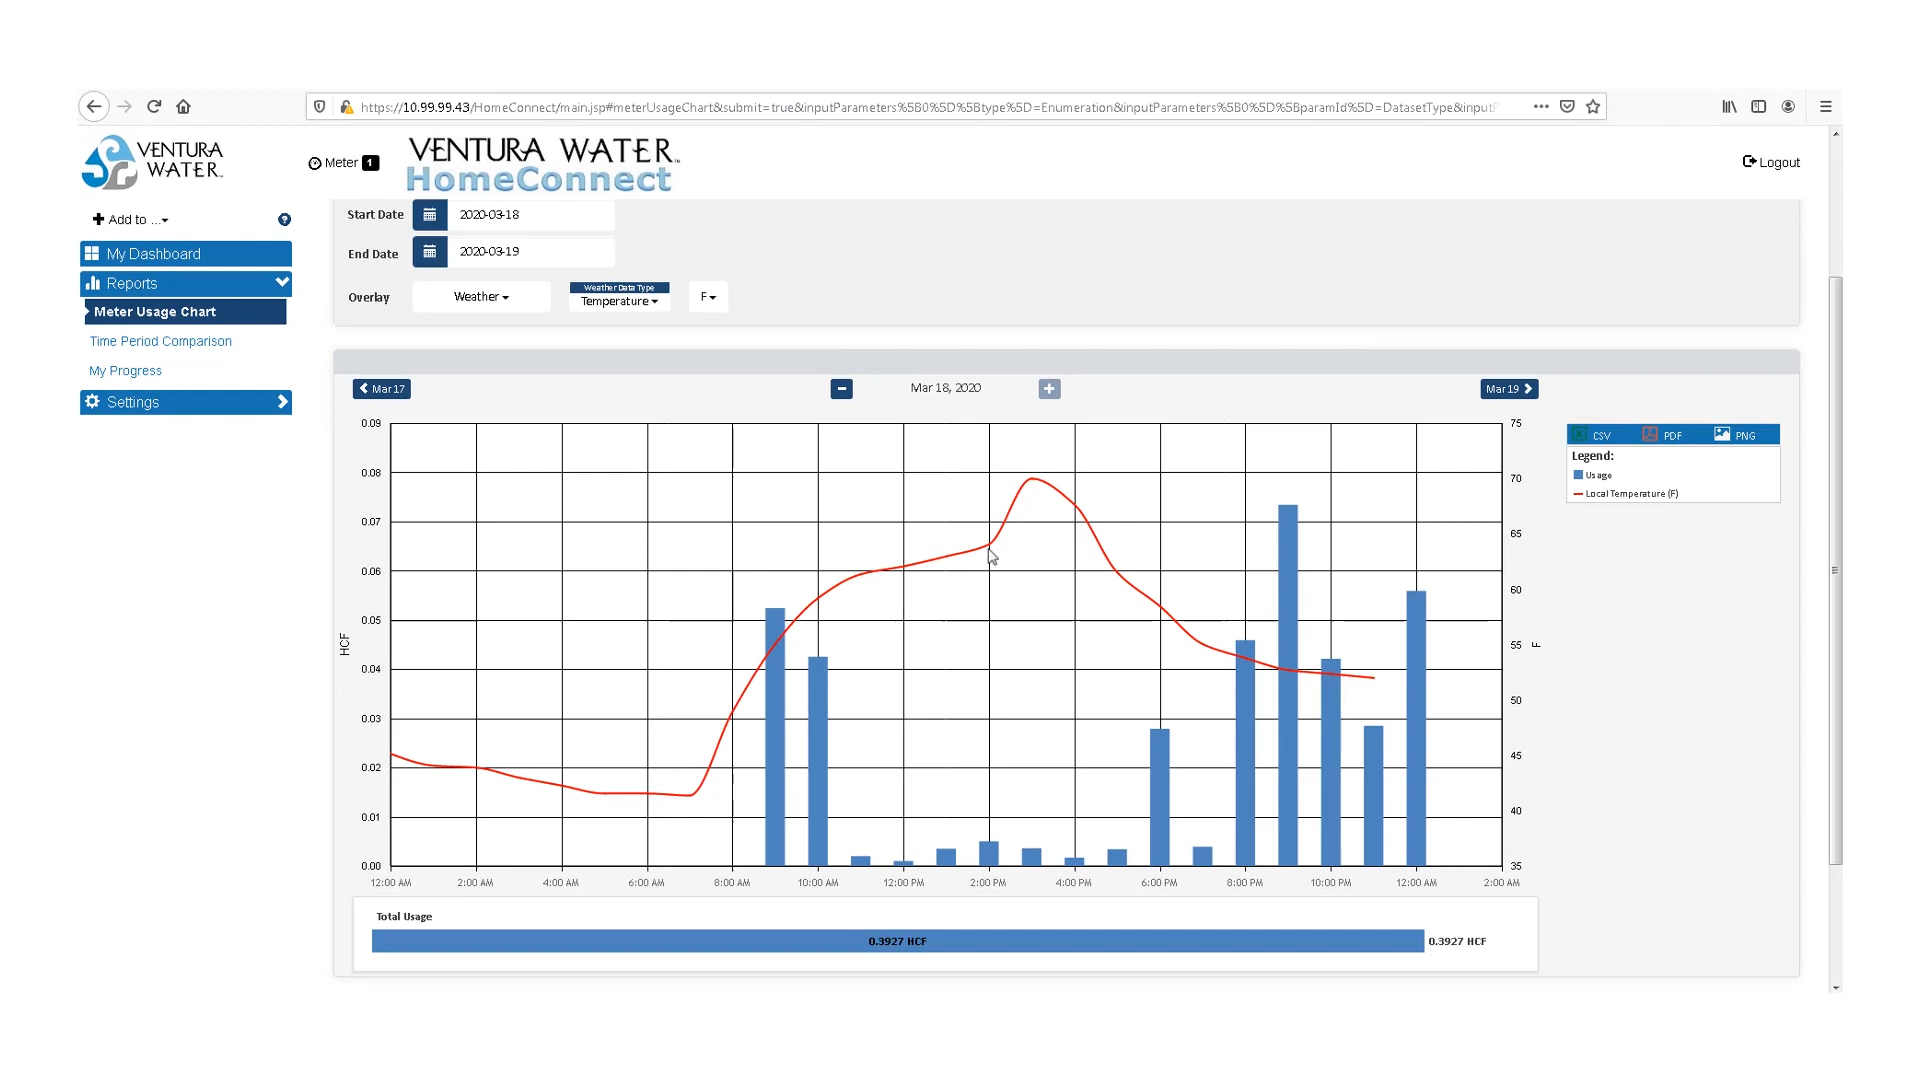 https://10.99.99.43/HomeConnect/main.jsp#meterUsageChart&submit=true&inputParameters%5B0%5D%5Btype%5D=Enumeration&inputParameters%5B0%5D%5BparamId%5D=DatasetType&inputP
VENTURA
WATER™
Meter 1
VENTURA WATER™
HomeConnect
Logout
Add to ...
?
My Dashboard
Reports
Meter Usage Chart
Time Period Comparison
My Progress
Settings
Start Date 2020-03-18
End Date 2020-03-19
Overlay Weather
Weather Data Type
Temperature
F
Mar 17
Mar 18, 2020
Mar 19
0.09
0.08
0.07
0.06
0.05
0.04
0.03
0.02
0.01
0.00
HCF
75
70
65
60
55
50
45
40
35
F
12:00 AM 2:00 AM 4:00 AM 6:00 AM 8:00 AM 10:00 AM 12:00 PM 2:00 PM 4:00 PM 6:00 PM 8:00 PM 10:00 PM 12:00 AM 2:00 AM
CSV PDF PNG
Legend:
Usage
Local Temperature (F)
Total Usage
0.3927 HCF 0.3927 HCF